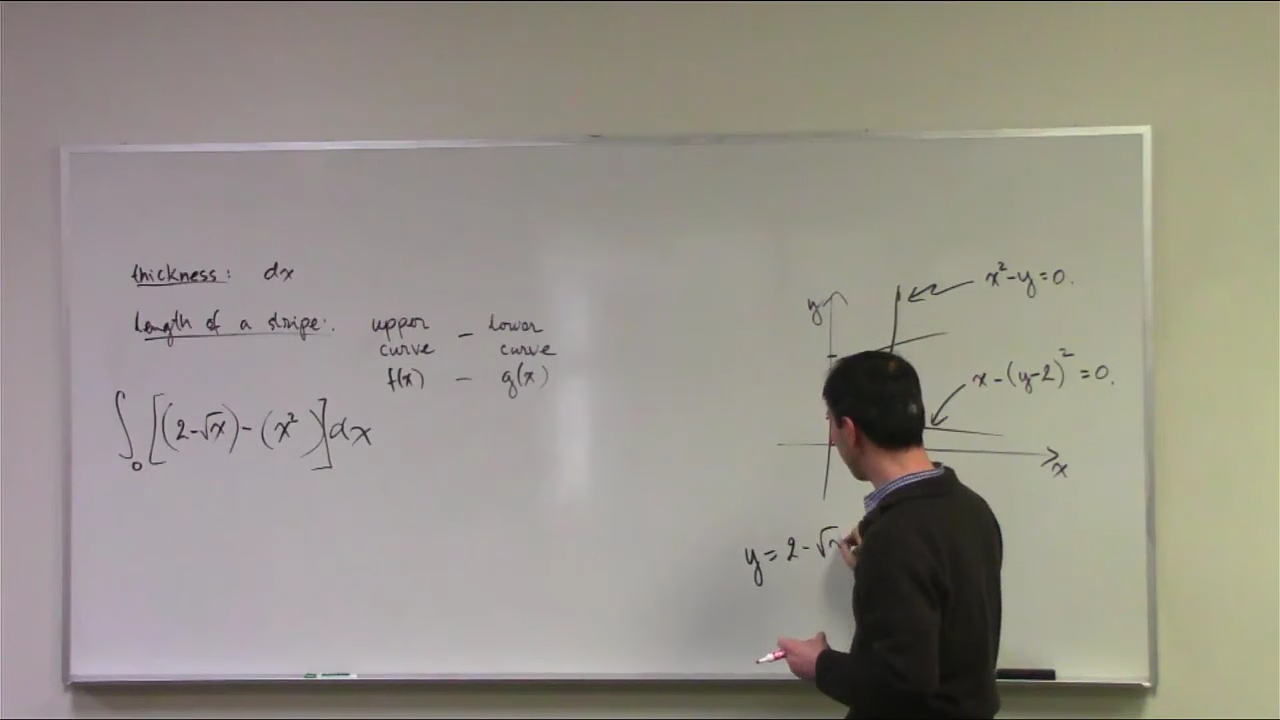 thickness: dx
Length of a stripe: upper curve - lower curve
f(x) - g(x)
∫₀ [(2-√x)-(x²)]dx
y
x²-y=0.
x-(y-2)²=0.
x
y=2-√x